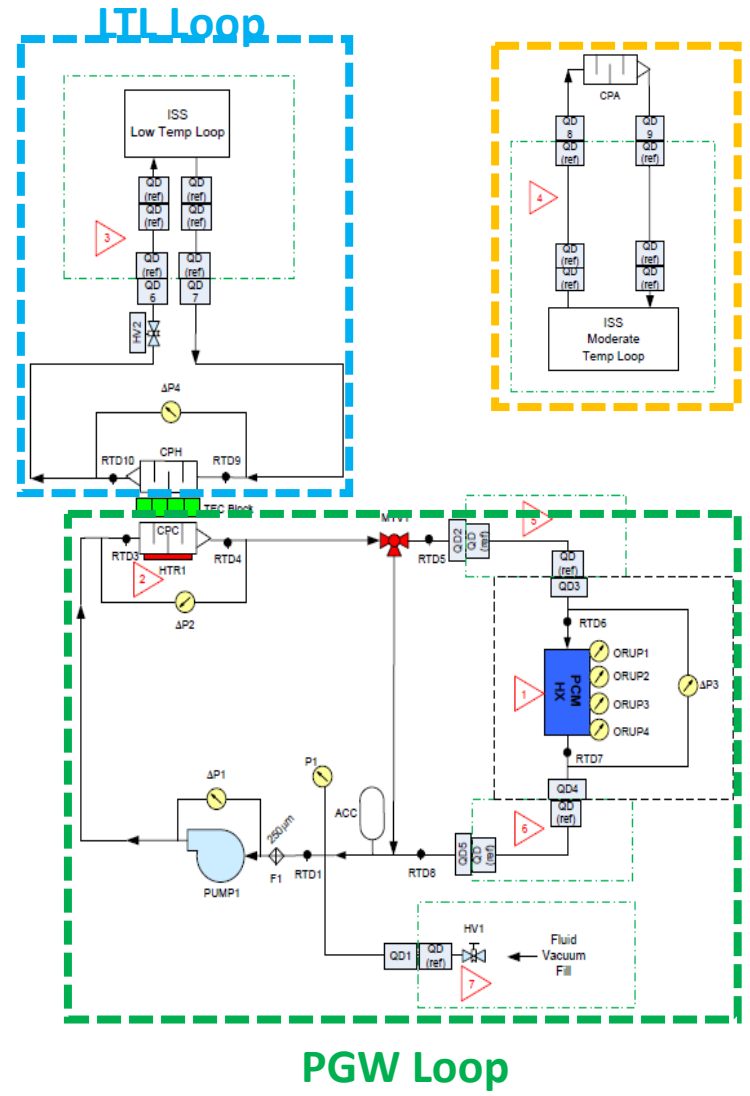 LTL Loop
ISS
Low Temp Loop
QD
(ref)
QD
(ref)
QD
(ref)
QD
(ref)
3
QD
(ref)
QD
6
QD
(ref)
QD
7
HV2
ΔP4
RTD10
CPH
RTD9
CPA
QD
8
QD
(ref)
QD
9
QD
(ref)
4
QD
(ref)
QD
(ref)
QD
(ref)
QD
(ref)
ISS
Moderate
Temp Loop
TEC Block
RTD3
CPC
RTD4
HTR1
2
ΔP2
MTV1
RTD5
QD2
QD
(ref)
5
QD
(ref)
QD3
RTD6
1
PCM
HX
ORUP1
ORUP2
ORUP3
ORUP4
ΔP3
RTD7
QD4
QD
(ref)
6
QD5
QD
(ref)
RTD8
P1
ACC
ΔP1
250µm
PUMP1
F1
RTD1
QD1
QD
(ref)
HV1
7
Fluid
Vacuum
Fill
PGW Loop